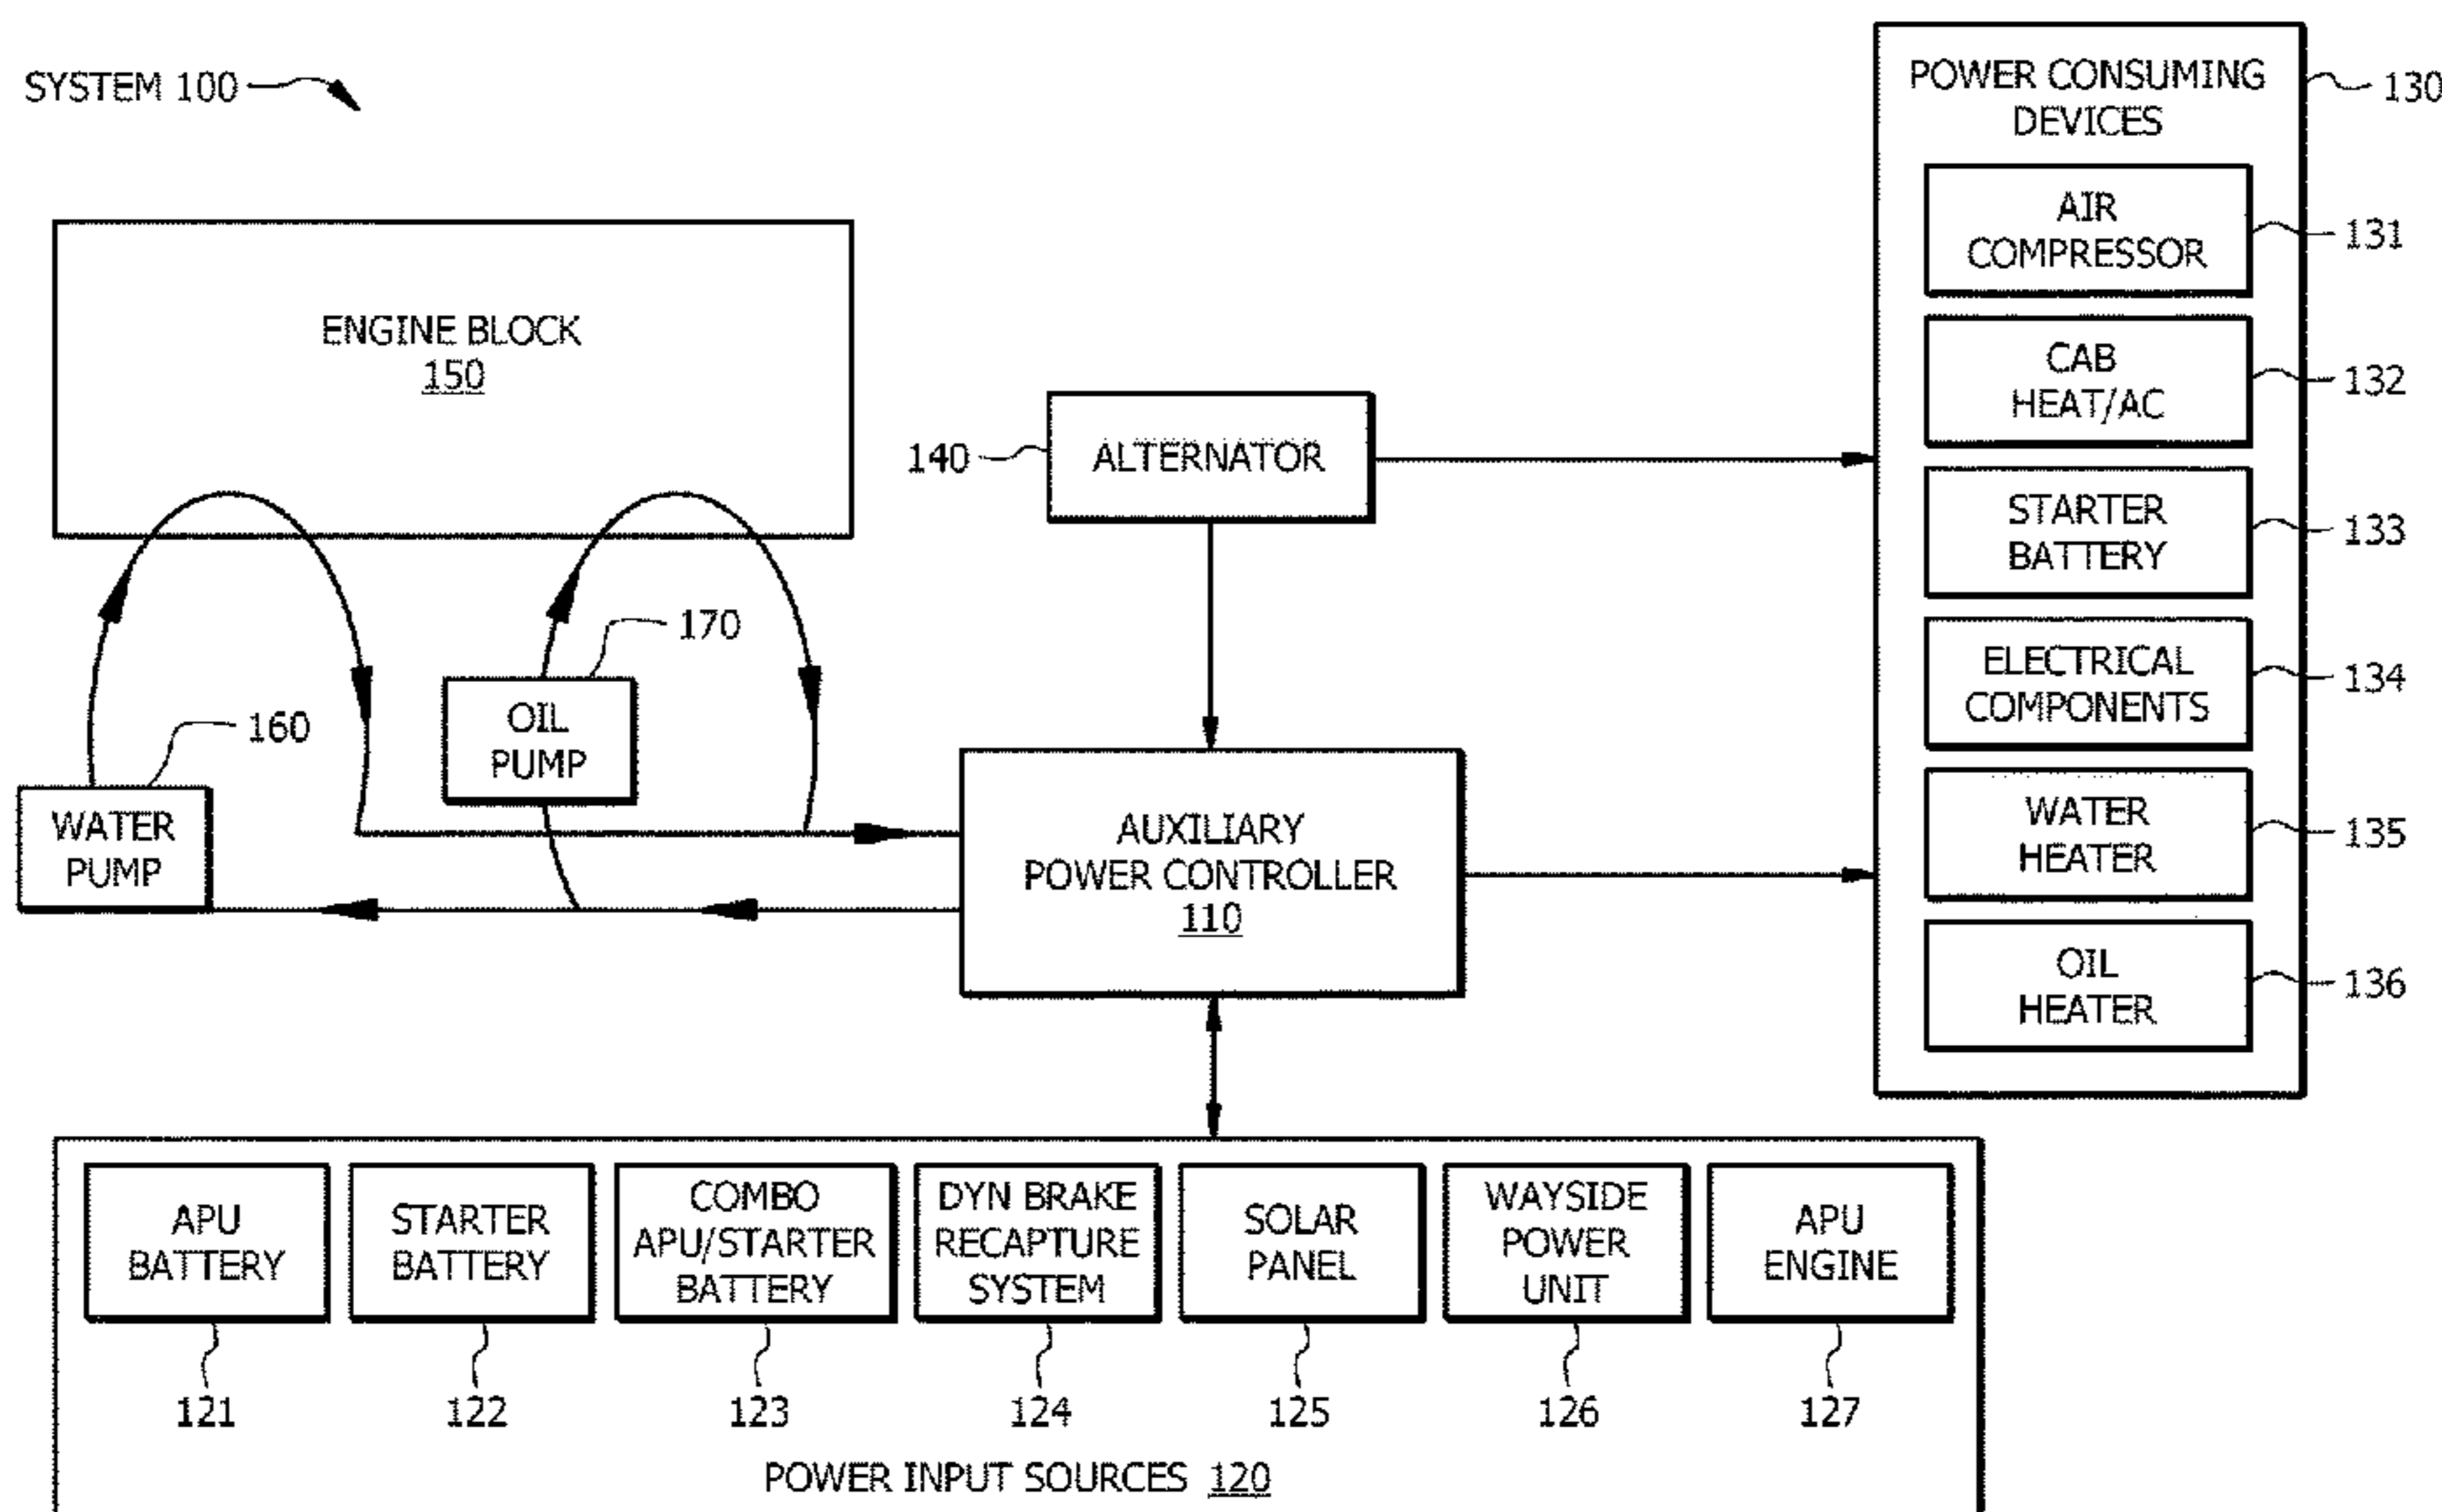 SYSTEM 100
POWER CONSUMING
DEVICES
130
AIR
COMPRESSOR
131
CAB
HEAT/AC
132
STARTER
BATTERY
133
ELECTRICAL
COMPONENTS
134
WATER
HEATER
135
OIL
HEATER
136
ENGINE BLOCK
150
140
ALTERNATOR
170
OIL
PUMP
160
WATER
PUMP
AUXILIARY
POWER CONTROLLER
110
APU
BATTERY
121
STARTER
BATTERY
122
COMBO
APU/STARTER
BATTERY
123
DYN BRAKE
RECAPTURE
SYSTEM
124
SOLAR
PANEL
125
WAYSIDE
POWER
UNIT
126
APU
ENGINE
127
POWER INPUT SOURCES 120